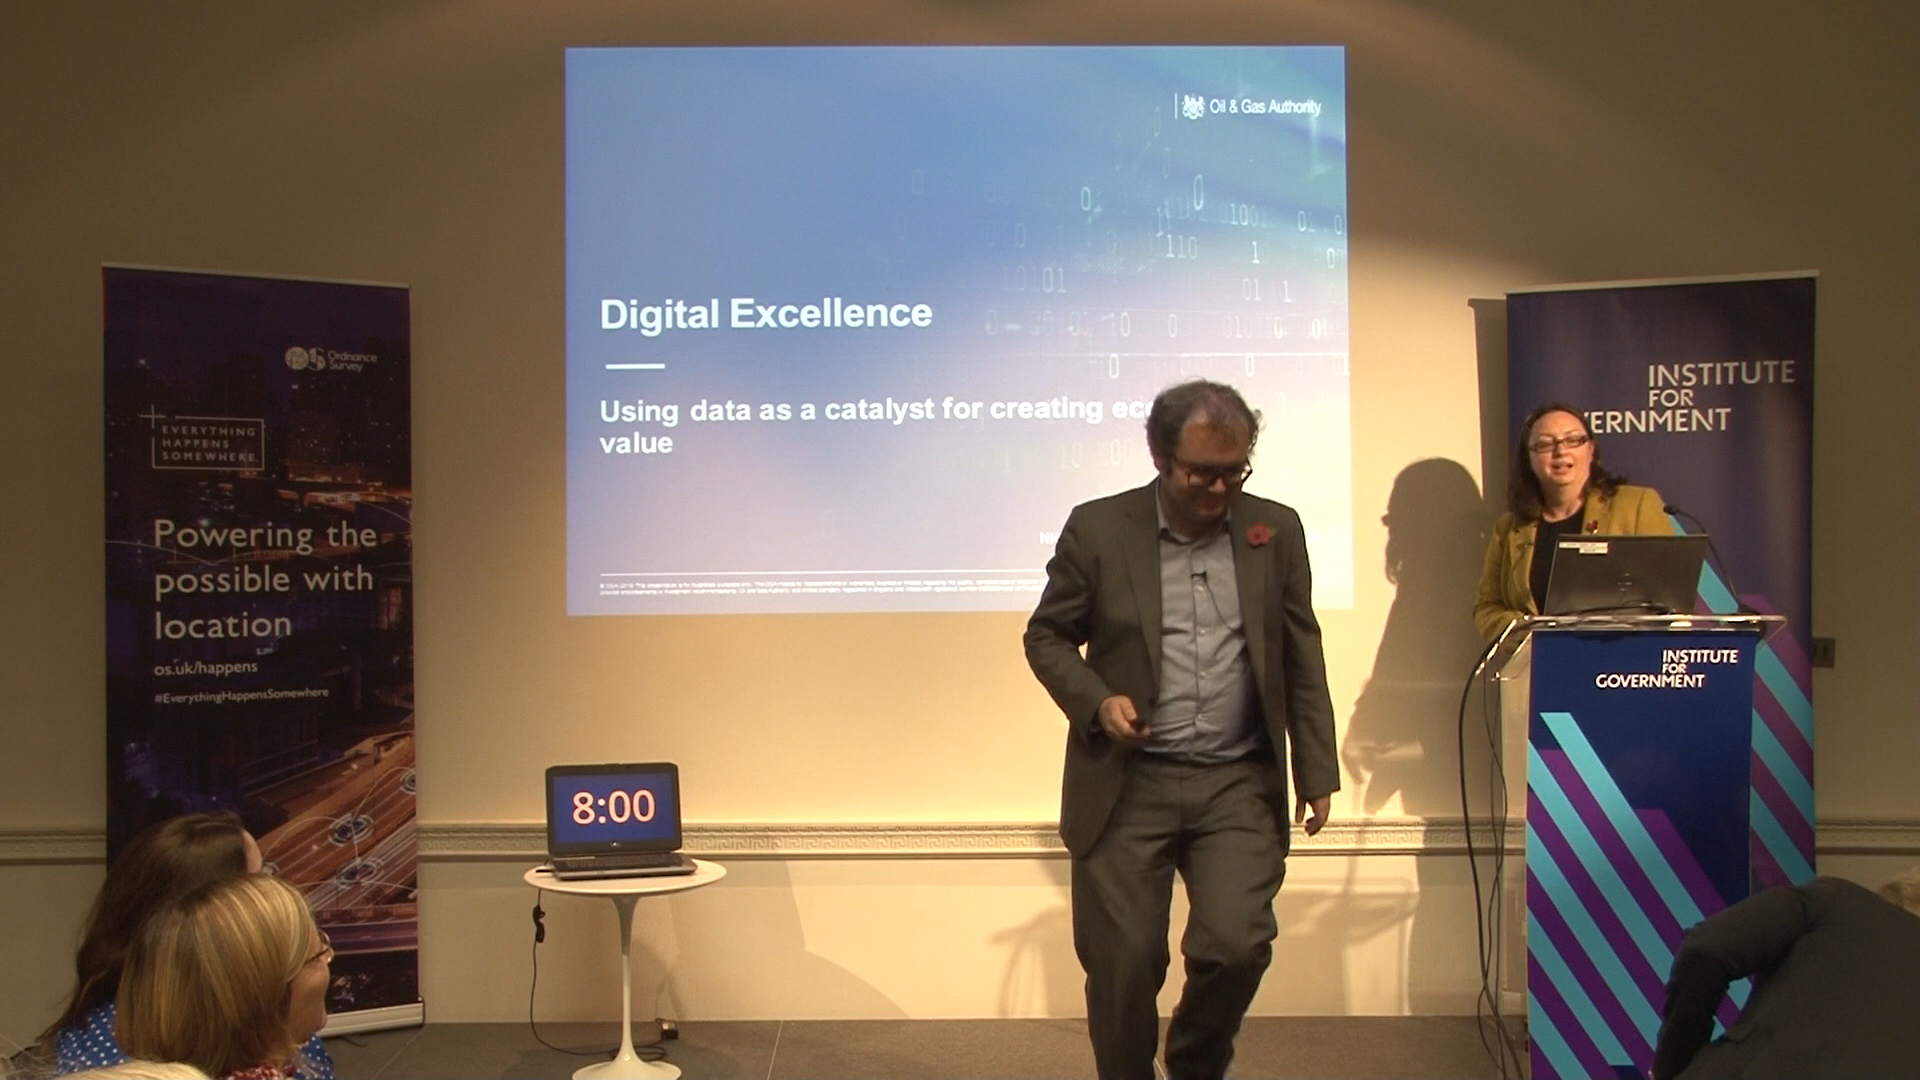 Oil & Gas Authority
Digital Excellence
Using data as a catalyst for creating
value
Ordnance
Survey
EVERYTHING
HAPPENS
SOMEWHERE.
Powering the
possible with
location
os.uk/happens
#EverythingHappensSomewhere
8:00
INSTITUTE
FOR
ERNMENT
INSTITUTE
FOR
GOVERNMENT